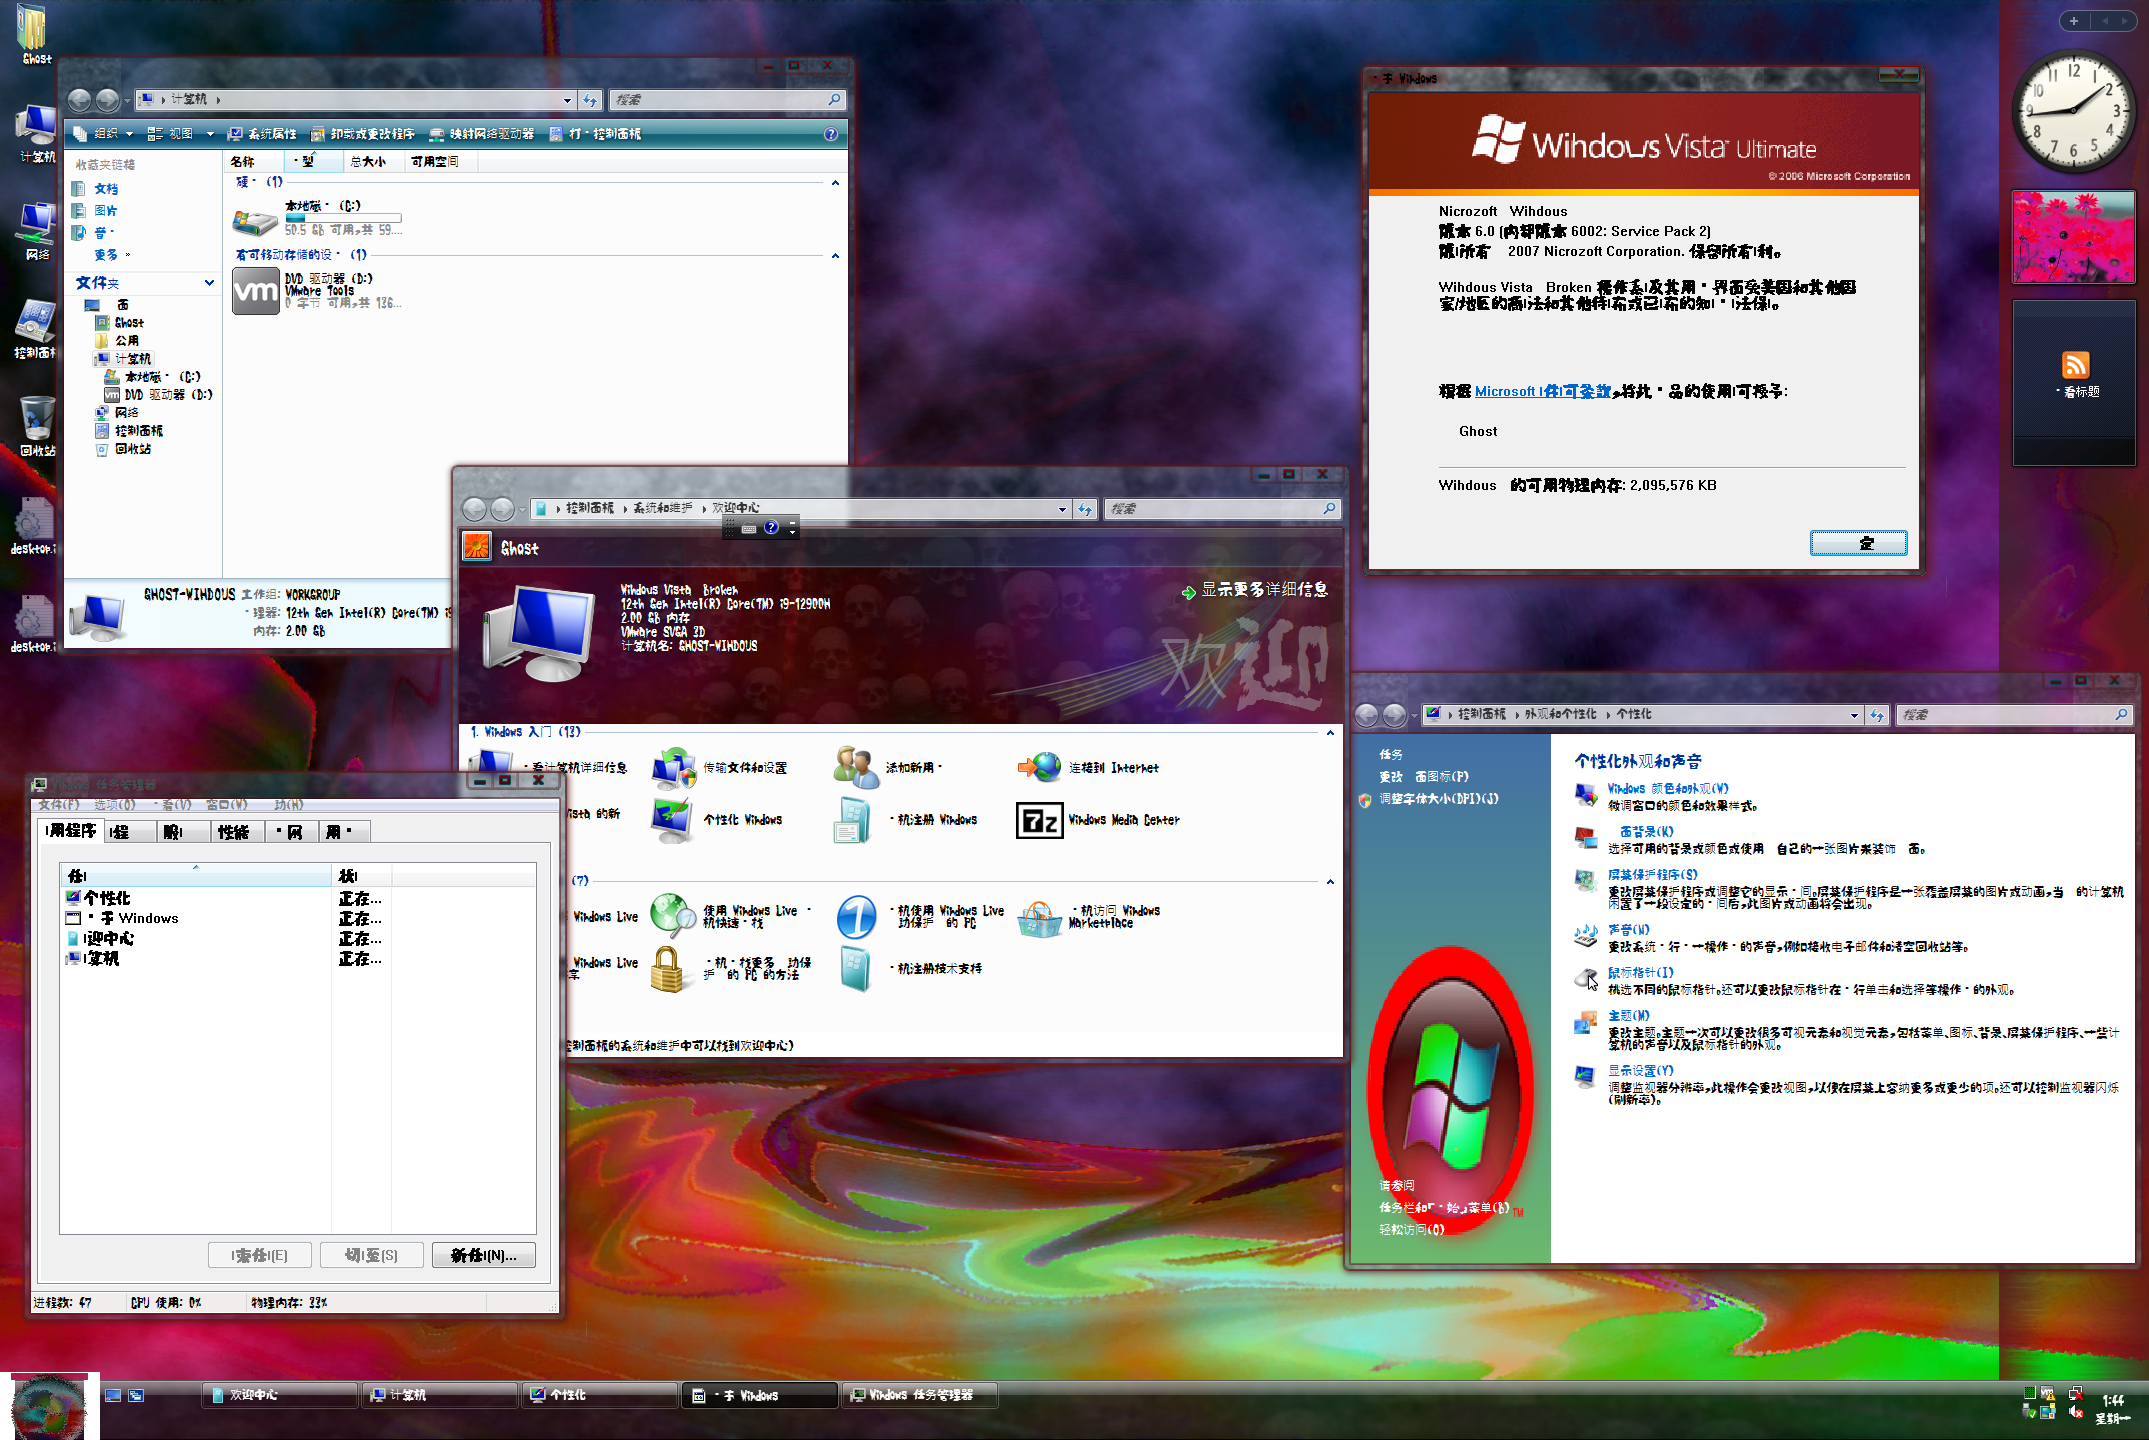 Ghost
计算机
网络
控制面板
回收站
desktop.i
desktop.i
计算机
搜索
组织
视图
系统属性
卸载或更改程序
映射网络驱动器
打 控制面板
收藏夹链接
文档
图片
音
更多 »
文件夹
面
Ghost
公用
计算机
本地磁 (C:)
DVD 驱动器 (D:)
网络
控制面板
回收站
名称
型
总大小
可用空间
硬 (1)
本地磁 (C:)
50.5 GB 可用,共 59....
有可移动存储的设 (1)
DVD 驱动器 (D:)
VMware Tools
0 字节 可用,共 136...
GHOST-WIHDOUS 工作组: WORKGROUP
理器: 12th Gen Intel(R) Core(TM) i9
内存: 2.00 GB
控制面板
系统和维护
欢迎中心
搜索
Ghost
Wihdous Vista Broken
12th Gen Intel(R) Core(TM) i9-12900H
2.00 GB 内存
VMware SVGA 3D
计算机名: GHOST-WIHDOUS
显示更多详细信息
欢迎
1. Windows 入门 (13)
看计算机详细信息
传输文件和设置
添加新用
连接到 Internet
Vista 的新
个性化 Windows
机注册 Windows
Windows Media Center
(7)
Windows Live
使用 Windows Live
机快速 找
机使用 Windows Live
助保护 的 PC
机访问 Windows
Marketplace
Windows Live
机 找更多 助保
护 的 PC 的方法
机注册技术支持
控制面板的系统和维护中可以找到欢迎中心)
Windows 任务管理器
文件(F)
选项(O)
看(V)
窗口(W)
助(H)
用程序
程
服
性能
网
用
任
状
个性化
正在...
于 Windows
正在...
迎中心
正在...
算机
正在...
束任(E)
切 至(S)
新任(N)...
进程数: 47
CPU 使用: 0%
物理内存: 33%
于 Windows
Wihdous Vista Ultimate
© 2006 Microsoft Corporation
Nicrozoft Wihdous
版本 6.0 (内部版本 6002: Service Pack 2)
版 所有 2007 Nicrozoft Corporation. 保留所有 利。
Wihdous Vista Broken 操作系 及其用 界面受美国和其他国
家/地区的商 法和其他待 布或已 布的知 法保 。
根据 Microsoft 件 可条款,将此 品的使用 可授予:
Ghost
Wihdous 的可用物理内存: 2,095,576 KB
定
看标题
控制面板
外观和个性化
个性化
搜索
任务
更改 面图标(P)
调整字体大小(DPI)(J)
请参阅
任务栏和 始 菜单(B)
轻松访问(Q)
TM
个性化外观和声音
Windows 颜色和外观(W)
微调窗口的颜色和效果样式。
面背景(K)
选择可用的背景或颜色或使用 自己的一张图片来装饰 面。
屏幕保护程序(S)
更改屏幕保护程序或调整它的显示 间。屏幕保护程序是一张覆盖屏幕的图片或动画,当 的计算机
闲置了一段设定的 间后,此图片或动画将会出现。
声音(N)
更改系统 行 一操作 的声音,例如接收电子邮件和清空回收站等。
鼠标指针(I)
挑选不同的鼠标指针。还可以更改鼠标指针在 行单击和选择等操作 的外观。
主题(M)
更改主题。主题一次可以更改很多可视元素和视觉元素,包括菜单、图标、背景、屏幕保护程序、一些计
算机的声音以及鼠标指针的外观。
显示设置(Y)
调整监视器分辨率,此操作会更改视图,以便在屏幕上容纳更多或更少的项。还可以控制监视器闪烁
(刷新率)。
欢迎中心
计算机
个性化
于 Windows
Windows 任务管理器
1:44
星期一